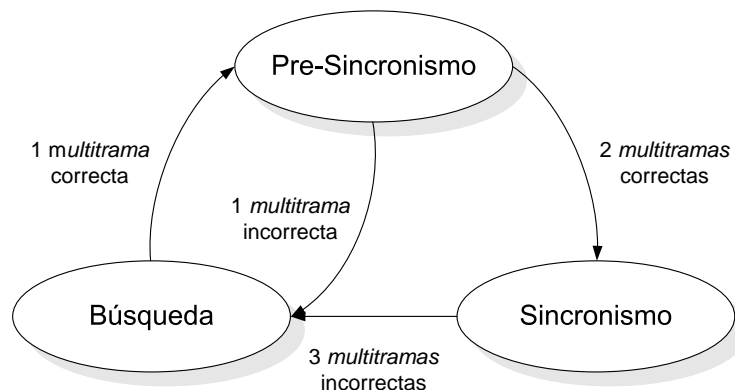 Pre-Sincronismo
1 multitrama
correcta
2 multitramas
correctas
1 multitrama
incorrecta
Búsqueda
Sincronismo
3 multitramas
incorrectas